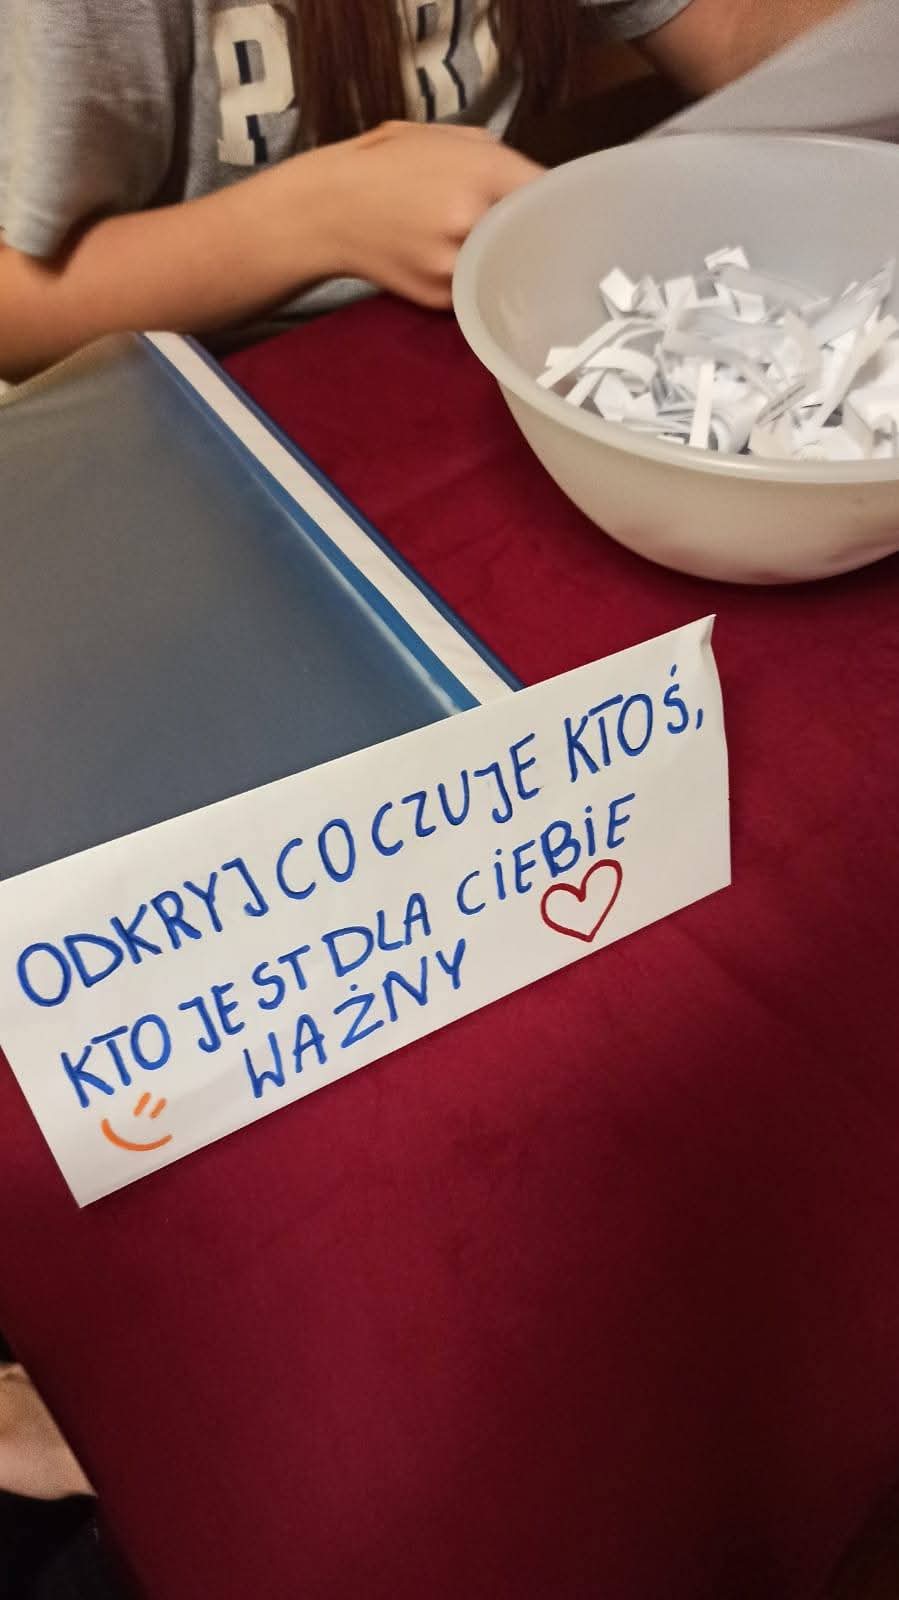 ODKRYJ CO CZUJE KTOŚ,
KTO JEST DLA CIEBIE
WAŻNY